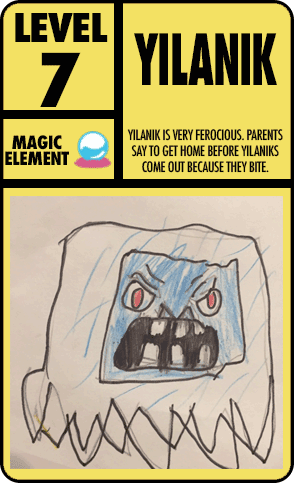 LEVEL
7
YILANIK
MAGIC
ELEMENT
YILANIK IS VERY FEROCIOUS. PARENTS
SAY TO GET HOME BEFORE YILANIKS
COME OUT BECAUSE THEY BITE.